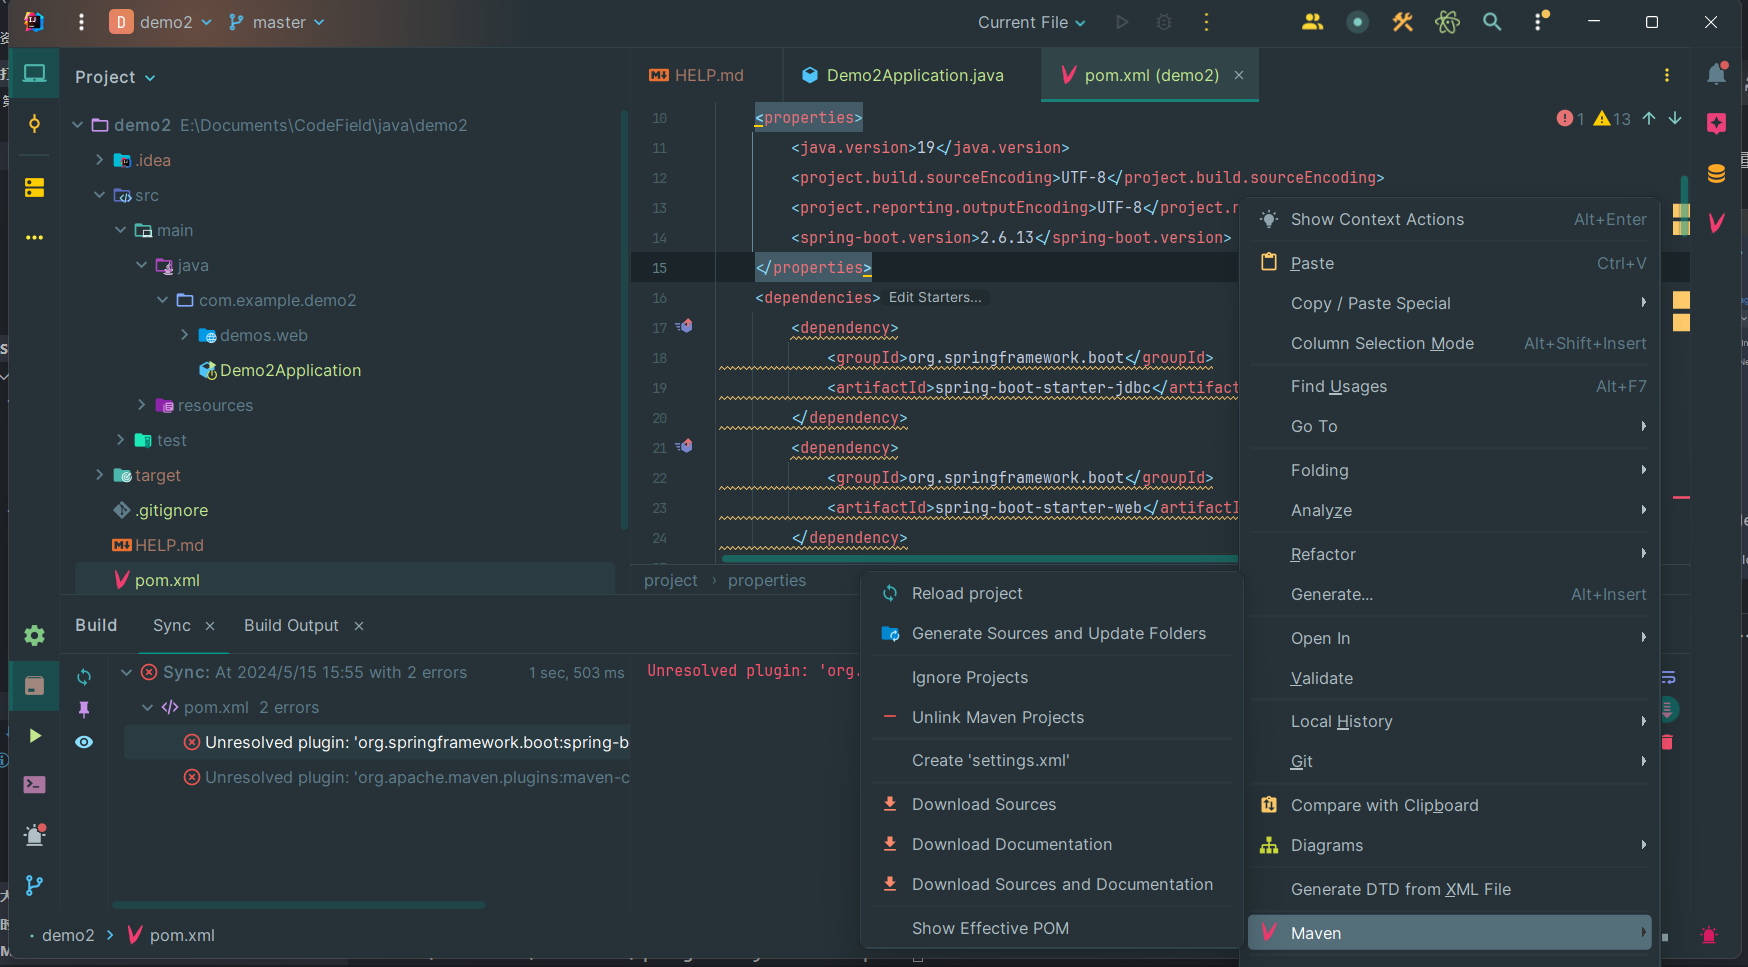 D demo2 master Current File
Project
HELP.md Demo2Application.java pom.xml (demo2)
demo2 E:\Documents\CodeField\java\demo2
.idea
src
main
java
com.example.demo2
demos.web
Demo2Application
resources
test
target
.gitignore
HELP.md
pom.xml
1 13
10 <properties>
11 <java.version>19</java.version>
12 <project.build.sourceEncoding>UTF-8</project.build.sourceEncoding>
13 <project.reporting.outputEncoding>UTF-8</project.r
14 <spring-boot.version>2.6.13</spring-boot.version>
15 </properties>
16 <dependencies> Edit Starters...
17 <dependency>
18 <groupId>org.springframework.boot</groupId>
19 <artifactId>spring-boot-starter-jdbc</artifact
20 </dependency>
21 <dependency>
22 <groupId>org.springframework.boot</groupId>
23 <artifactId>spring-boot-starter-web</artifactI
24 </dependency>
project › properties
Build Sync Build Output
Sync: At 2024/5/15 15:55 with 2 errors 1 sec, 503 ms
pom.xml 2 errors
Unresolved plugin: 'org.springframework.boot:spring-b
Unresolved plugin: 'org.apache.maven.plugins:maven-c
Unresolved plugin: 'org.
Reload project
Generate Sources and Update Folders
Ignore Projects
Unlink Maven Projects
Create 'settings.xml'
Download Sources
Download Documentation
Download Sources and Documentation
Show Effective POM
Show Context Actions Alt+Enter
Paste Ctrl+V
Copy / Paste Special
Column Selection Mode Alt+Shift+Insert
Find Usages Alt+F7
Go To
Folding
Analyze
Refactor
Generate... Alt+Insert
Open In
Validate
Local History
Git
Compare with Clipboard
Diagrams
Generate DTD from XML File
Maven
demo2 › pom.xml